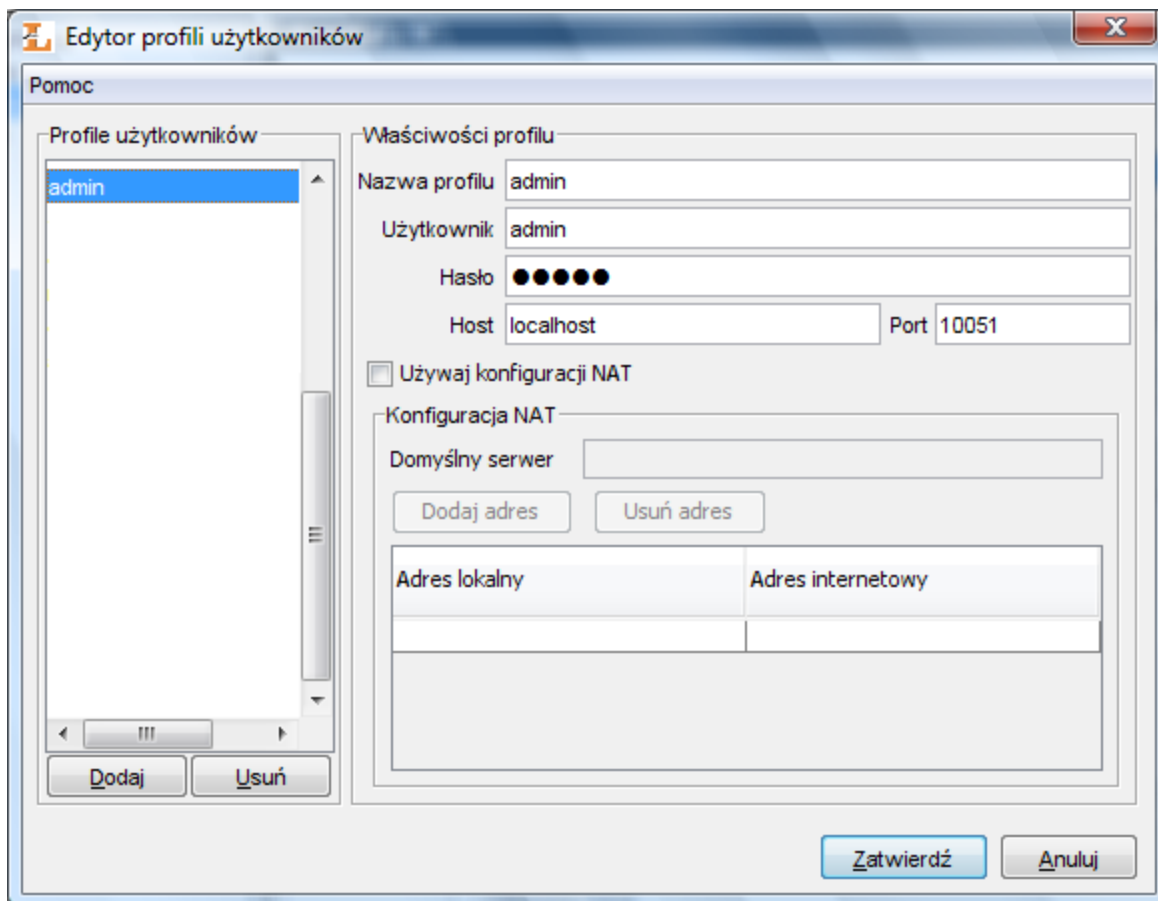 Edytor profili użytkowników
Pomoc
Profile użytkowników
admin
Dodaj
Usuń
Właściwości profilu
Nazwa profilu admin
Użytkownik admin
Hasło ●●●●●
Host localhost Port 10051
Używaj konfiguracji NAT
Konfiguracja NAT
Domyślny serwer
Dodaj adres Usuń adres
Adres lokalny Adres internetowy
Zatwierdź Anuluj